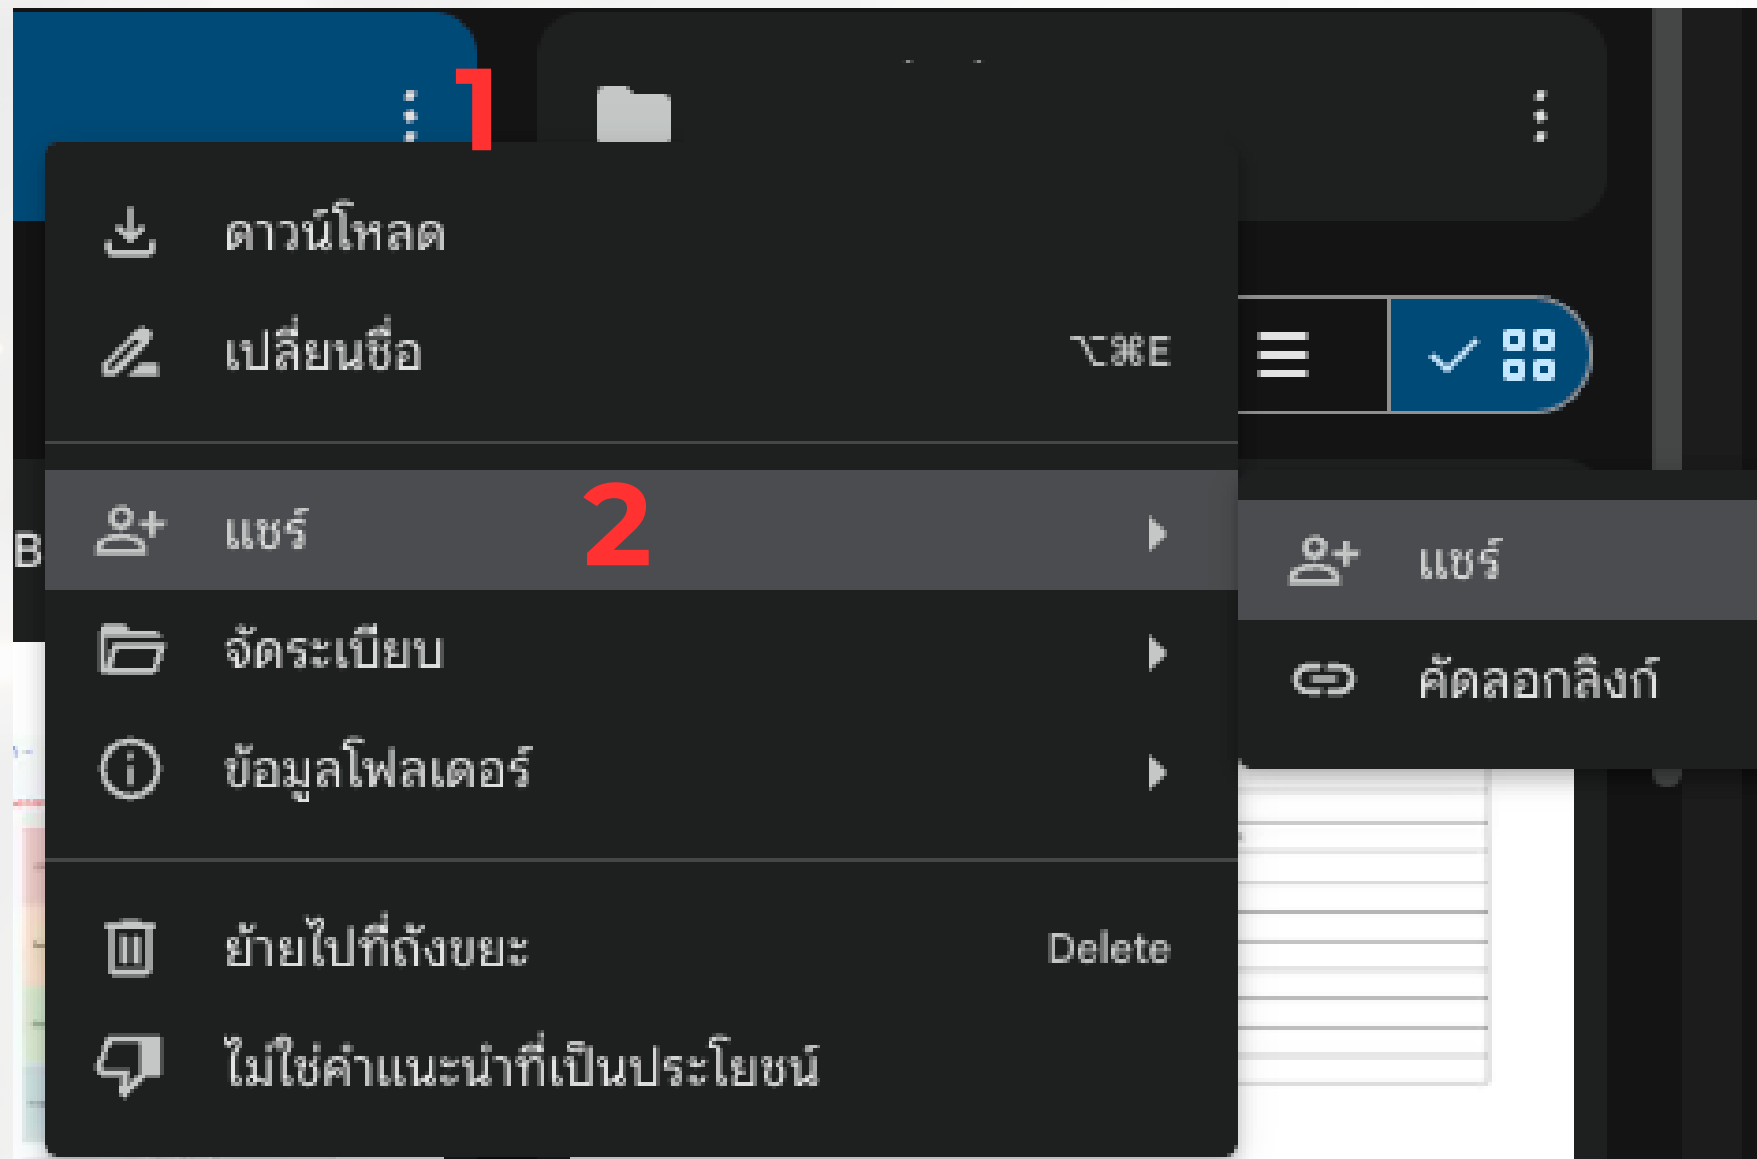 1
ดาวน์โหลด
เปลี่ยนชื่อ ⌥⌘E
แชร์ 2
แชร์
B
จัดระเบียบ
คัดลอกลิงก์
ข้อมูลโฟลเดอร์
ย้ายไปที่ถังขยะ Delete
ไม่ใช่คำแนะนำที่เป็นประโยชน์